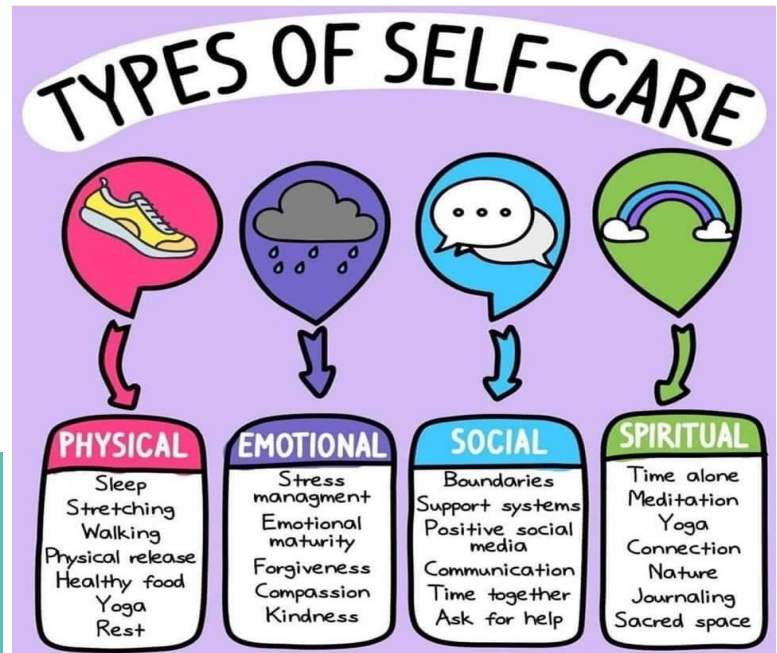 TYPES OF SELF-CARE
PHYSICAL
Sleep
Stretching
Walking
Physical release
Healthy food
Yoga
Rest
EMOTIONAL
Stress
managment
Emotional
maturity
Forgiveness
Compassion
Kindness
SOCIAL
Boundaries
Support systems
Positive social
media
Communication
Time together
Ask for help
SPIRITUAL
Time alone
Meditation
Yoga
Connection
Nature
Journaling
Sacred space